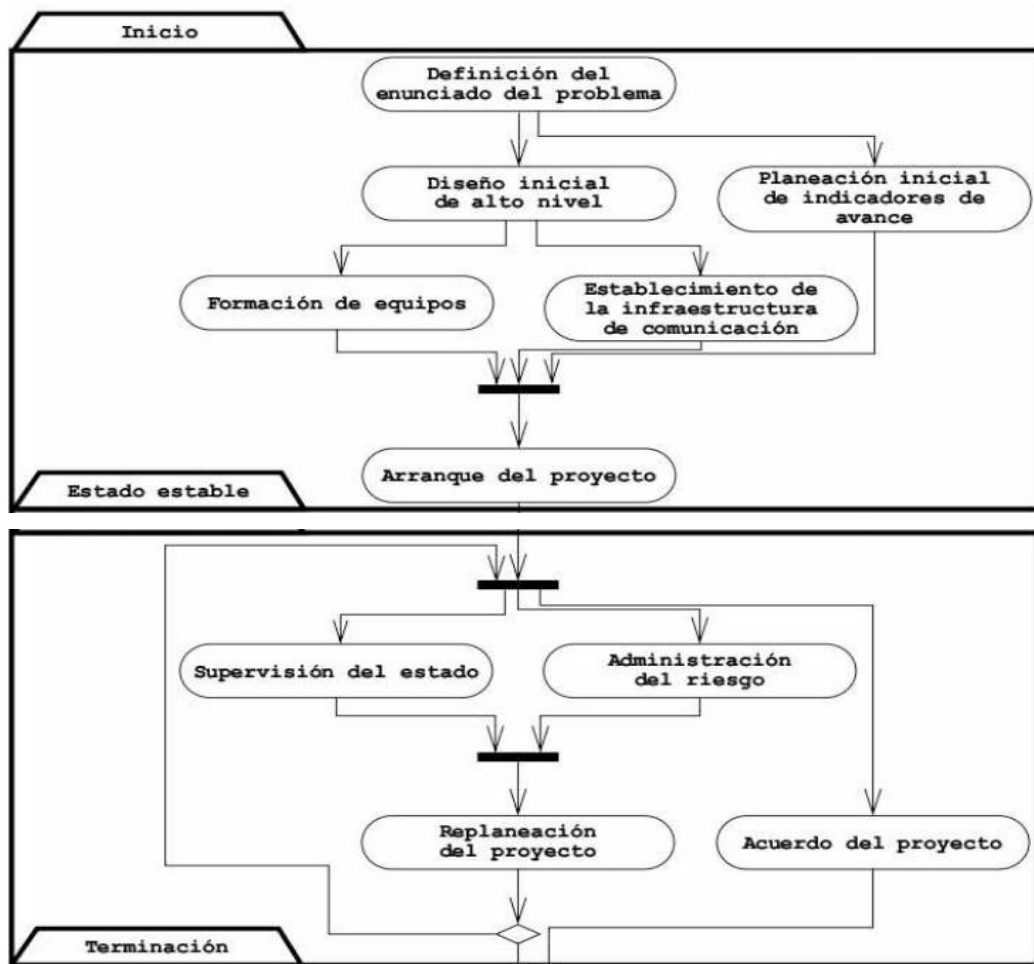 Inicio
Definición del
enunciado del problema
Diseño inicial
de alto nivel
Planeación inicial
de indicadores de
avance
Formación de equipos
Establecimiento de
la infraestructura
de comunicación
Arranque del proyecto
Estado estable
Supervisión del estado
Administración
del riesgo
Replaneación
del proyecto
Acuerdo del proyecto
Terminación